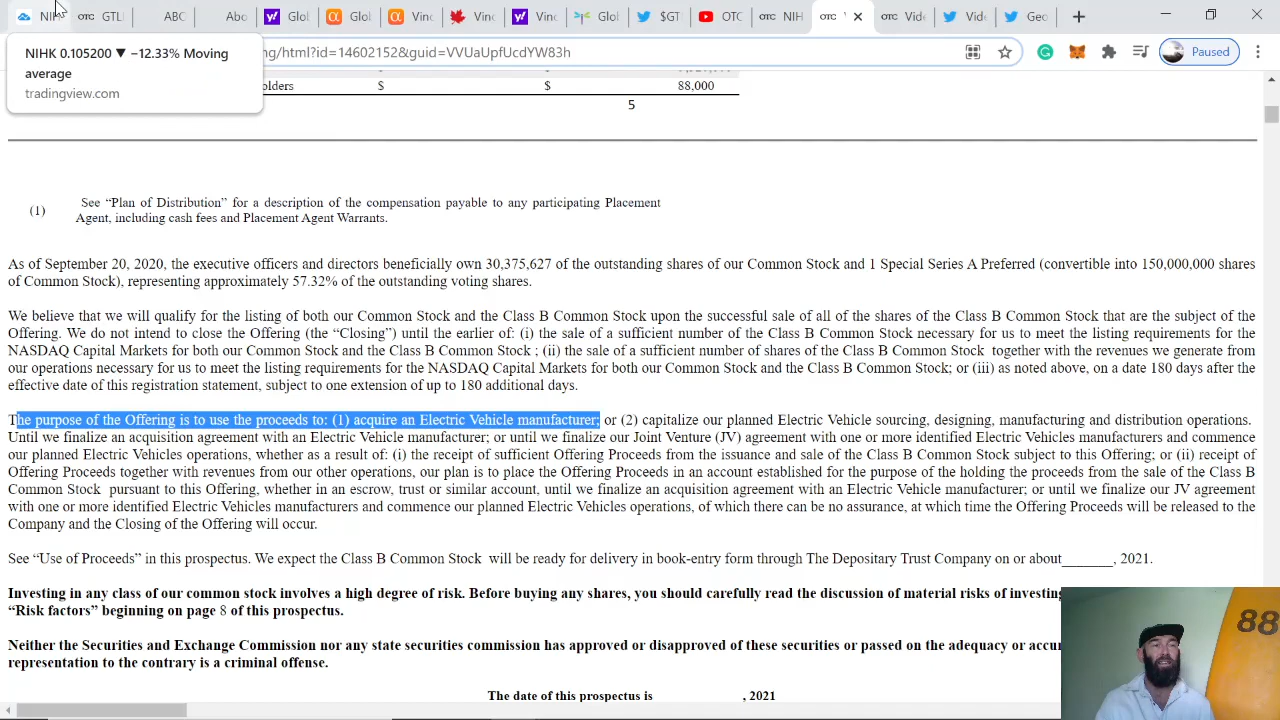 NIHK
GTLI
ABC
Abo
Glob
Glob
Vinc
Vinc
Vinc
Glob
$GT
OTC
NIH
V
Vide
Vide
Geo
NIHK 0.105200 ▼ −12.33% Moving
average
tradingview.com
ng/html?id=14602152&guid=VVUaUpfUcdYW83h
Paused
olders $ $ 88,000
5
(1) See “Plan of Distribution” for a description of the compensation payable to any participating Placement
Agent, including cash fees and Placement Agent Warrants.
As of September 20, 2020, the executive officers and directors beneficially own 30,375,627 of the outstanding shares of our Common Stock and 1 Special Series A Preferred (convertible into 150,000,000 shares
of Common Stock), representing approximately 57.32% of the outstanding voting shares.
We believe that we will qualify for the listing of both our Common Stock and the Class B Common Stock upon the successful sale of all of the shares of the Class B Common Stock that are the subject of the
Offering. We do not intend to close the Offering (the “Closing”) until the earlier of: (i) the sale of a sufficient number of the Class B Common Stock necessary for us to meet the listing requirements for the
NASDAQ Capital Markets for both our Common Stock and the Class B Common Stock ; (ii) the sale of a sufficient number of shares of the Class B Common Stock together with the revenues we generate from
our operations necessary for us to meet the listing requirements for the NASDAQ Capital Markets for both our Common Stock and the Class B Common Stock; or (iii) as noted above, on a date 180 days after the
effective date of this registration statement, subject to one extension of up to 180 additional days.
The purpose of the Offering is to use the proceeds to: (1) acquire an Electric Vehicle manufacturer; or (2) capitalize our planned Electric Vehicle sourcing, designing, manufacturing and distribution operations.
Until we finalize an acquisition agreement with an Electric Vehicle manufacturer; or until we finalize our Joint Venture (JV) agreement with one or more identified Electric Vehicles manufacturers and commence
our planned Electric Vehicles operations, whether as a result of: (i) the receipt of sufficient Offering Proceeds from the issuance and sale of the Class B Common Stock subject to this Offering; or (ii) receipt of
Offering Proceeds together with revenues from our other operations, our plan is to place the Offering Proceeds in an account established for the purpose of the holding the proceeds from the sale of the Class B
Common Stock pursuant to this Offering, whether in an escrow, trust or similar account, until we finalize an acquisition agreement with an Electric Vehicle manufacturer; or until we finalize our JV agreement
with one or more identified Electric Vehicles manufacturers and commence our planned Electric Vehicles operations, of which there can be no assurance, at which time the Offering Proceeds will be released to the
Company and the Closing of the Offering will occur.
See “Use of Proceeds” in this prospectus. We expect the Class B Common Stock will be ready for delivery in book-entry form through The Depositary Trust Company on or about_______, 2021.
Investing in any class of our common stock involves a high degree of risk. Before buying any shares, you should carefully read the discussion of material risks of investing
“Risk factors” beginning on page 8 of this prospectus.
Neither the Securities and Exchange Commission nor any state securities commission has approved or disapproved of these securities or passed on the adequacy or accu
representation to the contrary is a criminal offense.
The date of this prospectus is , 2021
88